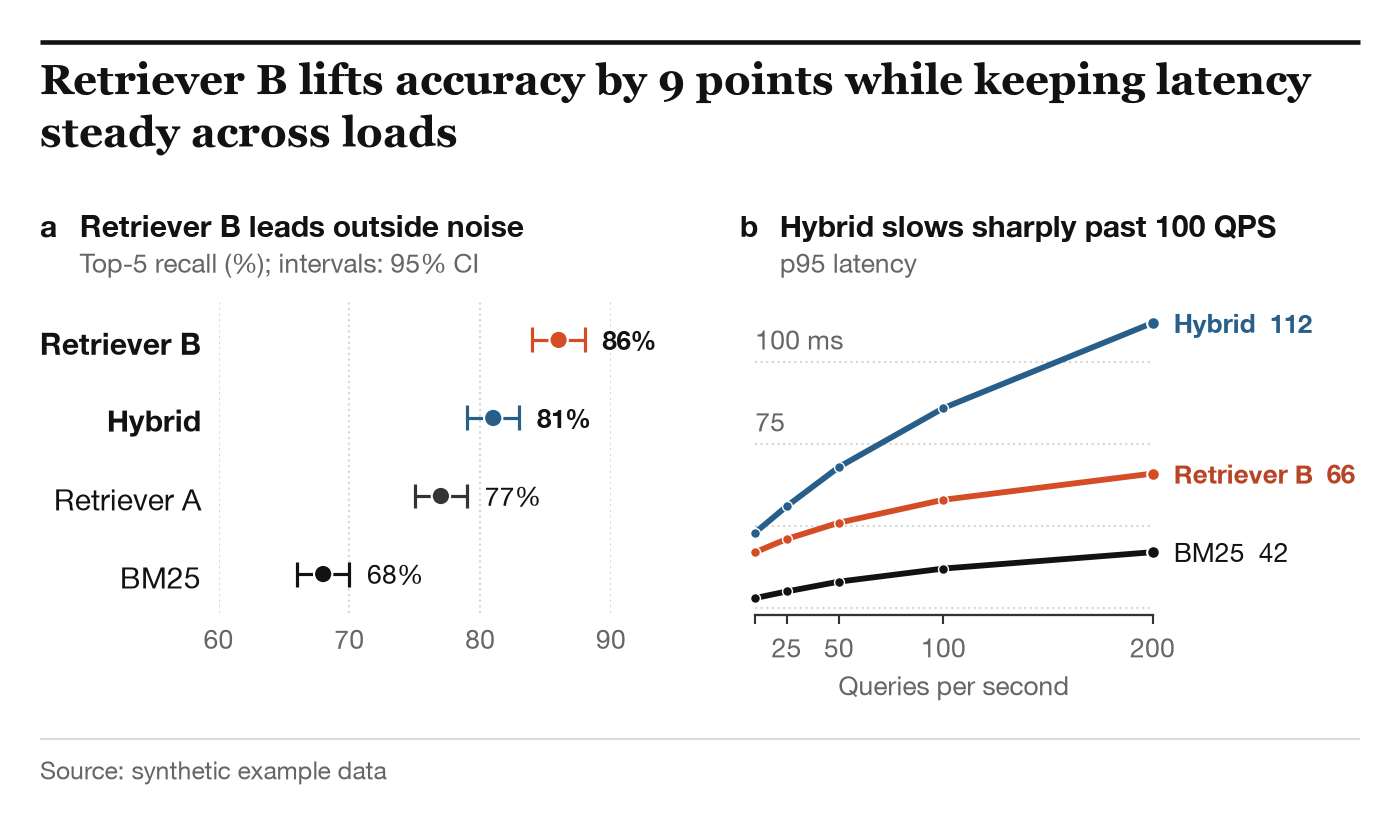 Retriever B lifts accuracy by 9 points while keeping latency
steady across loads
a Retriever B leads outside noise
Top-5 recall (%); intervals: 95% CI
Retriever B 86%
Hybrid 81%
Retriever A 77%
BM25 68%
60 70 80 90
b Hybrid slows sharply past 100 QPS
p95 latency
100 ms
75
Hybrid 112
Retriever B 66
BM25 42
25 50 100 200
Queries per second
Source: synthetic example data